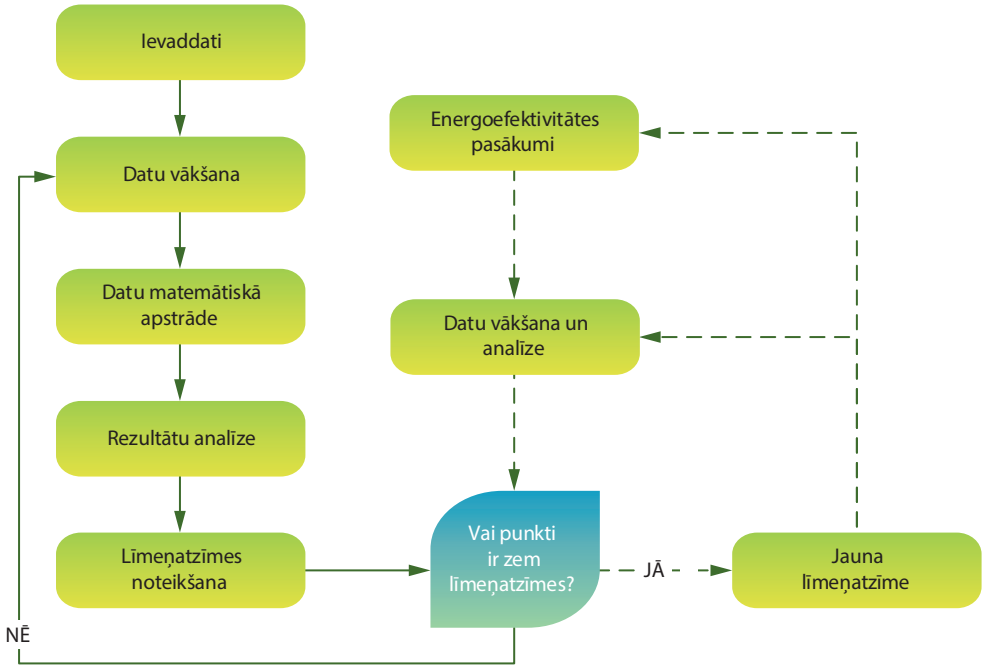 Ievaddati
Datu vākšana
Datu matemātiskā
apstrāde
Rezultātu analīze
Līmeņatzīmes
noteikšana
Energoefektivitātes
pasākumi
Datu vākšana un
analīze
Vai punkti
ir zem
līmeņatzīmes?
JĀ
Jauna
līmeņatzīme
NĒ